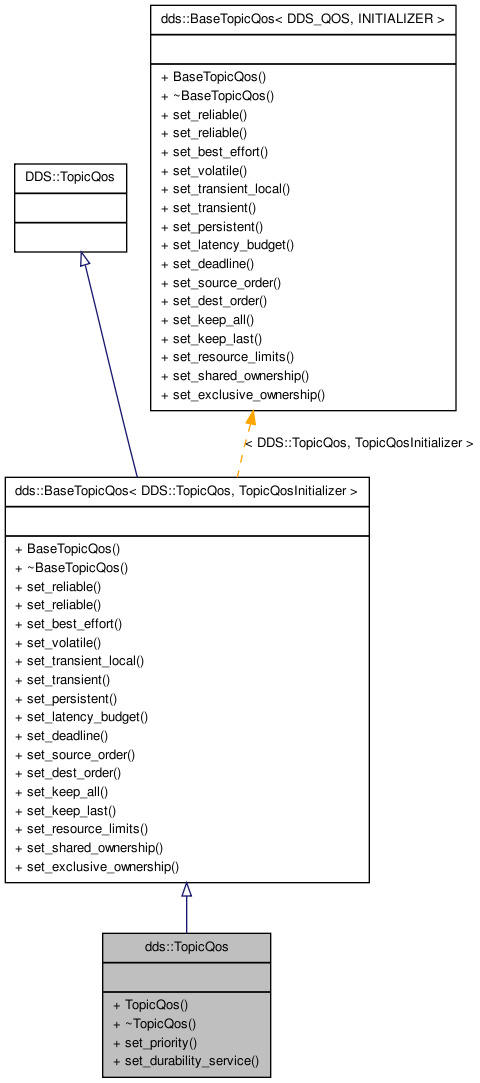 dds::BaseTopicQos< DDS_QOS, INITIALIZER >
+ BaseTopicQos()
+ ~BaseTopicQos()
+ set_reliable()
+ set_reliable()
+ set_best_effort()
+ set_volatile()
+ set_transient_local()
+ set_transient()
+ set_persistent()
+ set_latency_budget()
+ set_deadline()
+ set_source_order()
+ set_dest_order()
+ set_keep_all()
+ set_keep_last()
+ set_resource_limits()
+ set_shared_ownership()
+ set_exclusive_ownership()
DDS::TopicQos
< DDS::TopicQos, TopicQosInitializer >
dds::BaseTopicQos< DDS::TopicQos, TopicQosInitializer >
+ BaseTopicQos()
+ ~BaseTopicQos()
+ set_reliable()
+ set_reliable()
+ set_best_effort()
+ set_volatile()
+ set_transient_local()
+ set_transient()
+ set_persistent()
+ set_latency_budget()
+ set_deadline()
+ set_source_order()
+ set_dest_order()
+ set_keep_all()
+ set_keep_last()
+ set_resource_limits()
+ set_shared_ownership()
+ set_exclusive_ownership()
dds::TopicQos
+ TopicQos()
+ ~TopicQos()
+ set_priority()
+ set_durability_service()